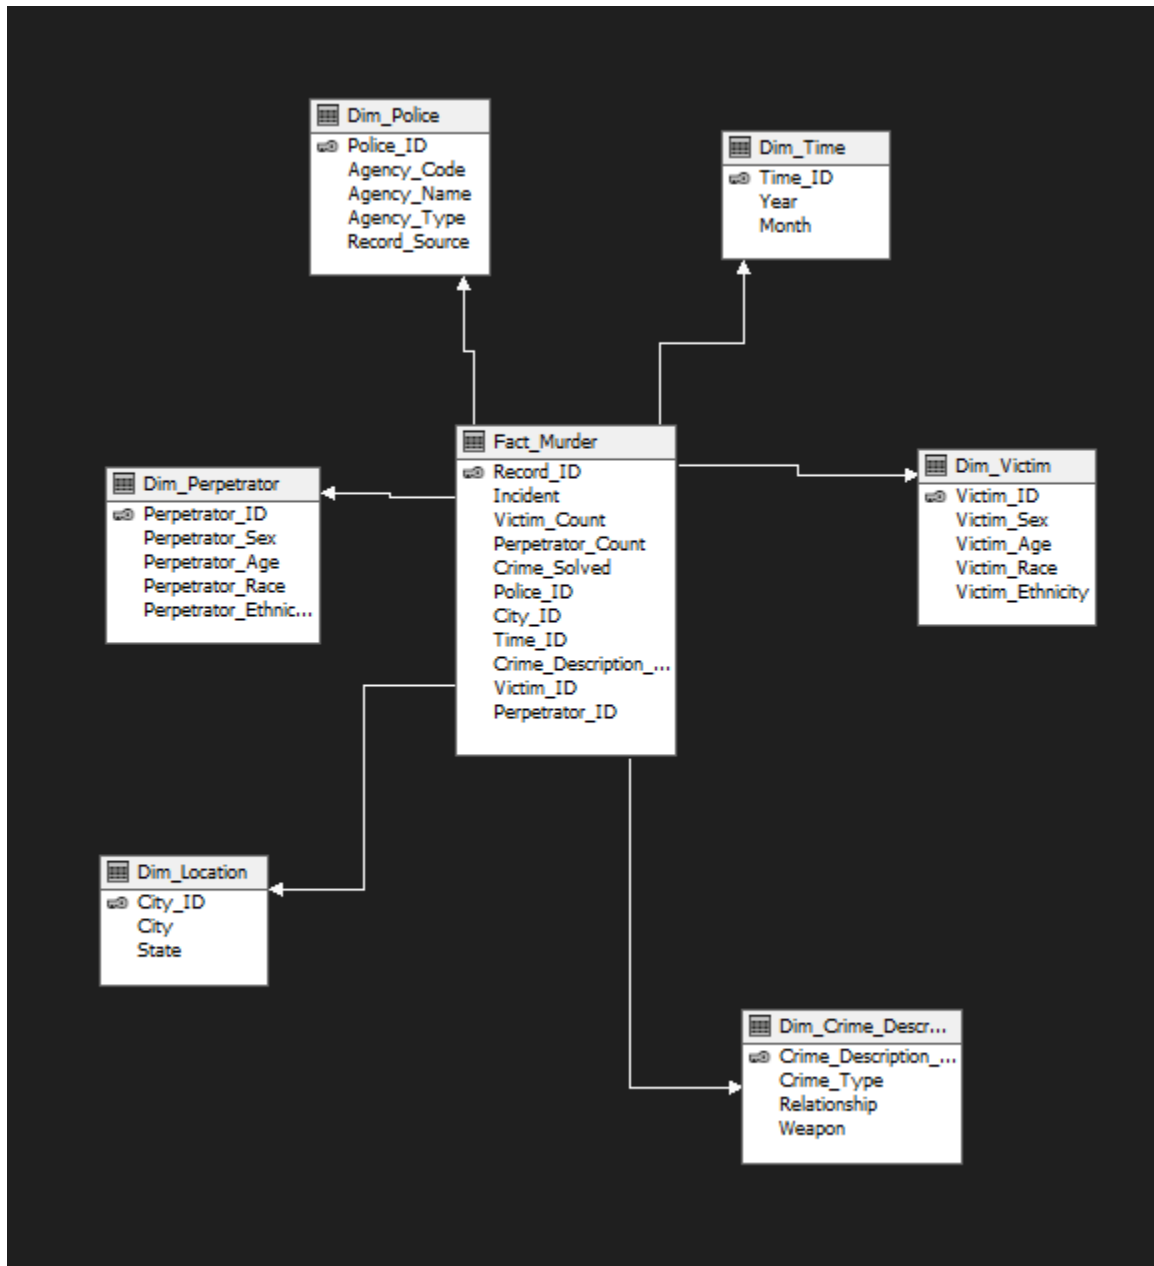 Dim_Police
Police_ID
Agency_Code
Agency_Name
Agency_Type
Record_Source
Dim_Time
Time_ID
Year
Month
Fact_Murder
Record_ID
Incident
Victim_Count
Perpetrator_Count
Crime_Solved
Police_ID
City_ID
Time_ID
Crime_Description_...
Victim_ID
Perpetrator_ID
Dim_Perpetrator
Perpetrator_ID
Perpetrator_Sex
Perpetrator_Age
Perpetrator_Race
Perpetrator_Ethnic...
Dim_Victim
Victim_ID
Victim_Sex
Victim_Age
Victim_Race
Victim_Ethnicity
Dim_Location
City_ID
City
State
Dim_Crime_Descr...
Crime_Description_...
Crime_Type
Relationship
Weapon